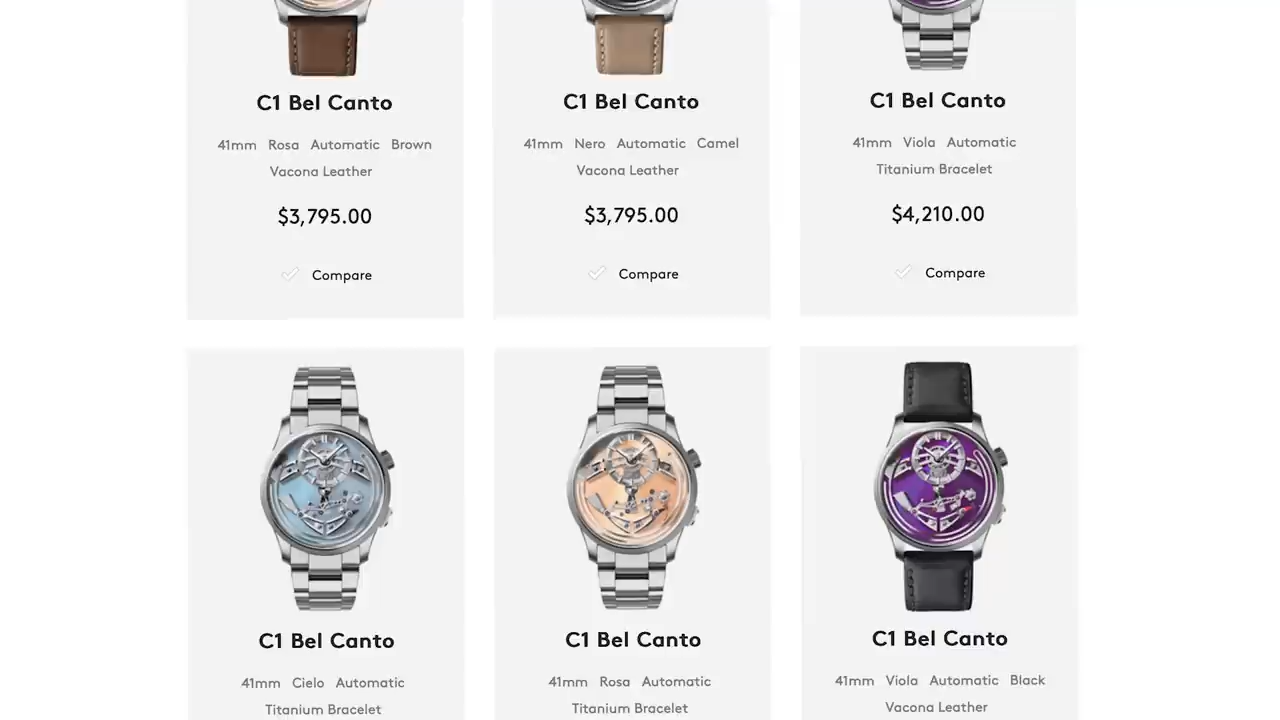 C1 Bel Canto
41mm Rosa Automatic Brown
Vacona Leather
$3,795.00
Compare
C1 Bel Canto
41mm Nero Automatic Camel
Vacona Leather
$3,795.00
Compare
C1 Bel Canto
41mm Viola Automatic
Titanium Bracelet
$4,210.00
Compare
C1 Bel Canto
41mm Cielo Automatic
Titanium Bracelet
C1 Bel Canto
41mm Rosa Automatic
Titanium Bracelet
C1 Bel Canto
41mm Viola Automatic Black
Vacona Leather